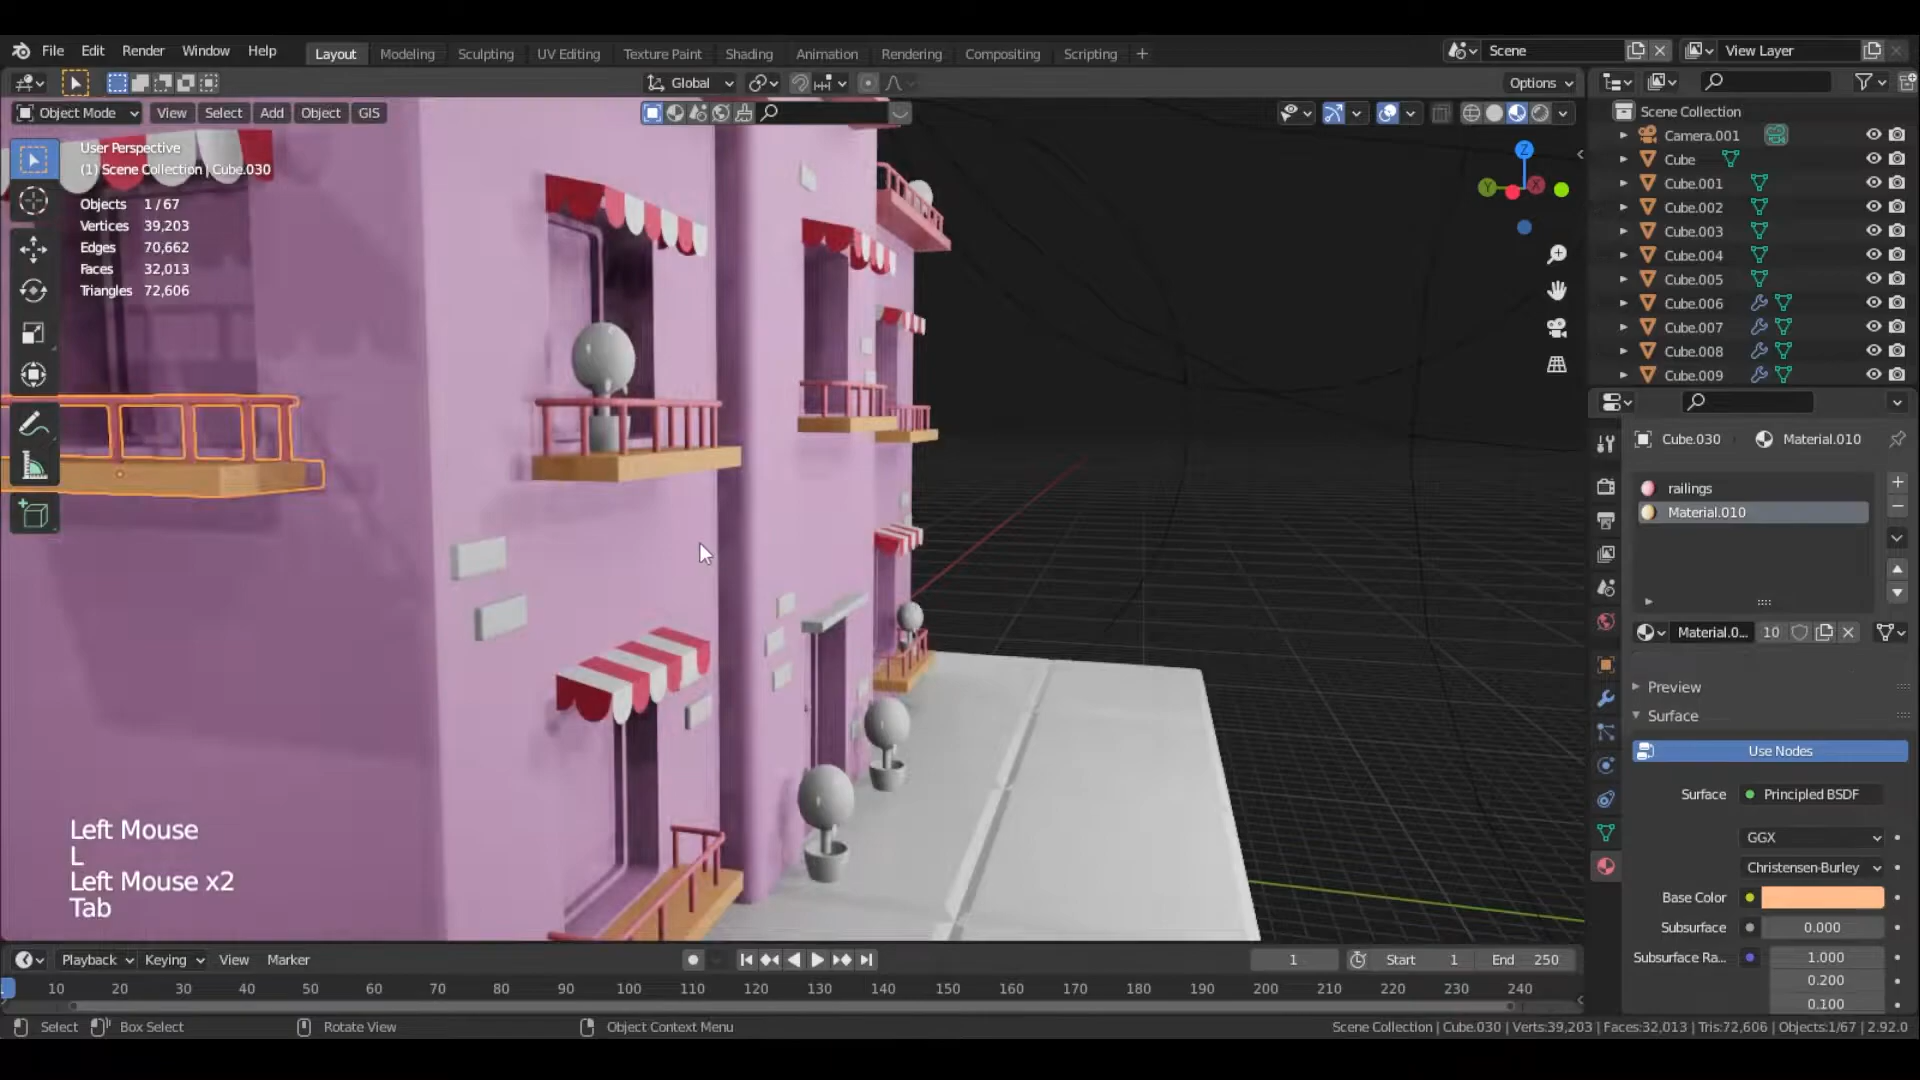 File Edit Render Window Help Layout Modeling Sculpting UV Editing Texture Paint Shading Animation Rendering Compositing Scripting + Scene View Layer
Global Options
Object Mode View Select Add Object GIS
User Perspective
(1) Scene Collection | Cube.030
Objects 1/67
Vertices 39,203
Edges 70,662
Faces 32,013
Triangles 72,606
Z
Y
X
Left Mouse
L
Left Mouse x2
Tab
Scene Collection
Camera.001
Cube
Cube.001
Cube.002
Cube.003
Cube.004
Cube.005
Cube.006
Cube.007
Cube.008
Cube.009
Cube.030 Material.010
railings
Material.010
Material.0... 10
Preview
Surface
Use Nodes
Surface Principled BSDF
GGX
Christensen-Burley
Base Color
Subsurface 0.000
Subsurface Ra... 1.000
0.200
0.100
Playback Keying View Marker 1 Start 1 End 250
10 20 30 40 50 60 70 80 90 100 110 120 130 140 150 160 170 180 190 200 210 220 230 240
Select Box Select Rotate View Object Context Menu Scene Collection | Cube.030 | Verts:39,203 | Faces:32,013 | Tris:72,606 | Objects:1/67 | 2.92.0